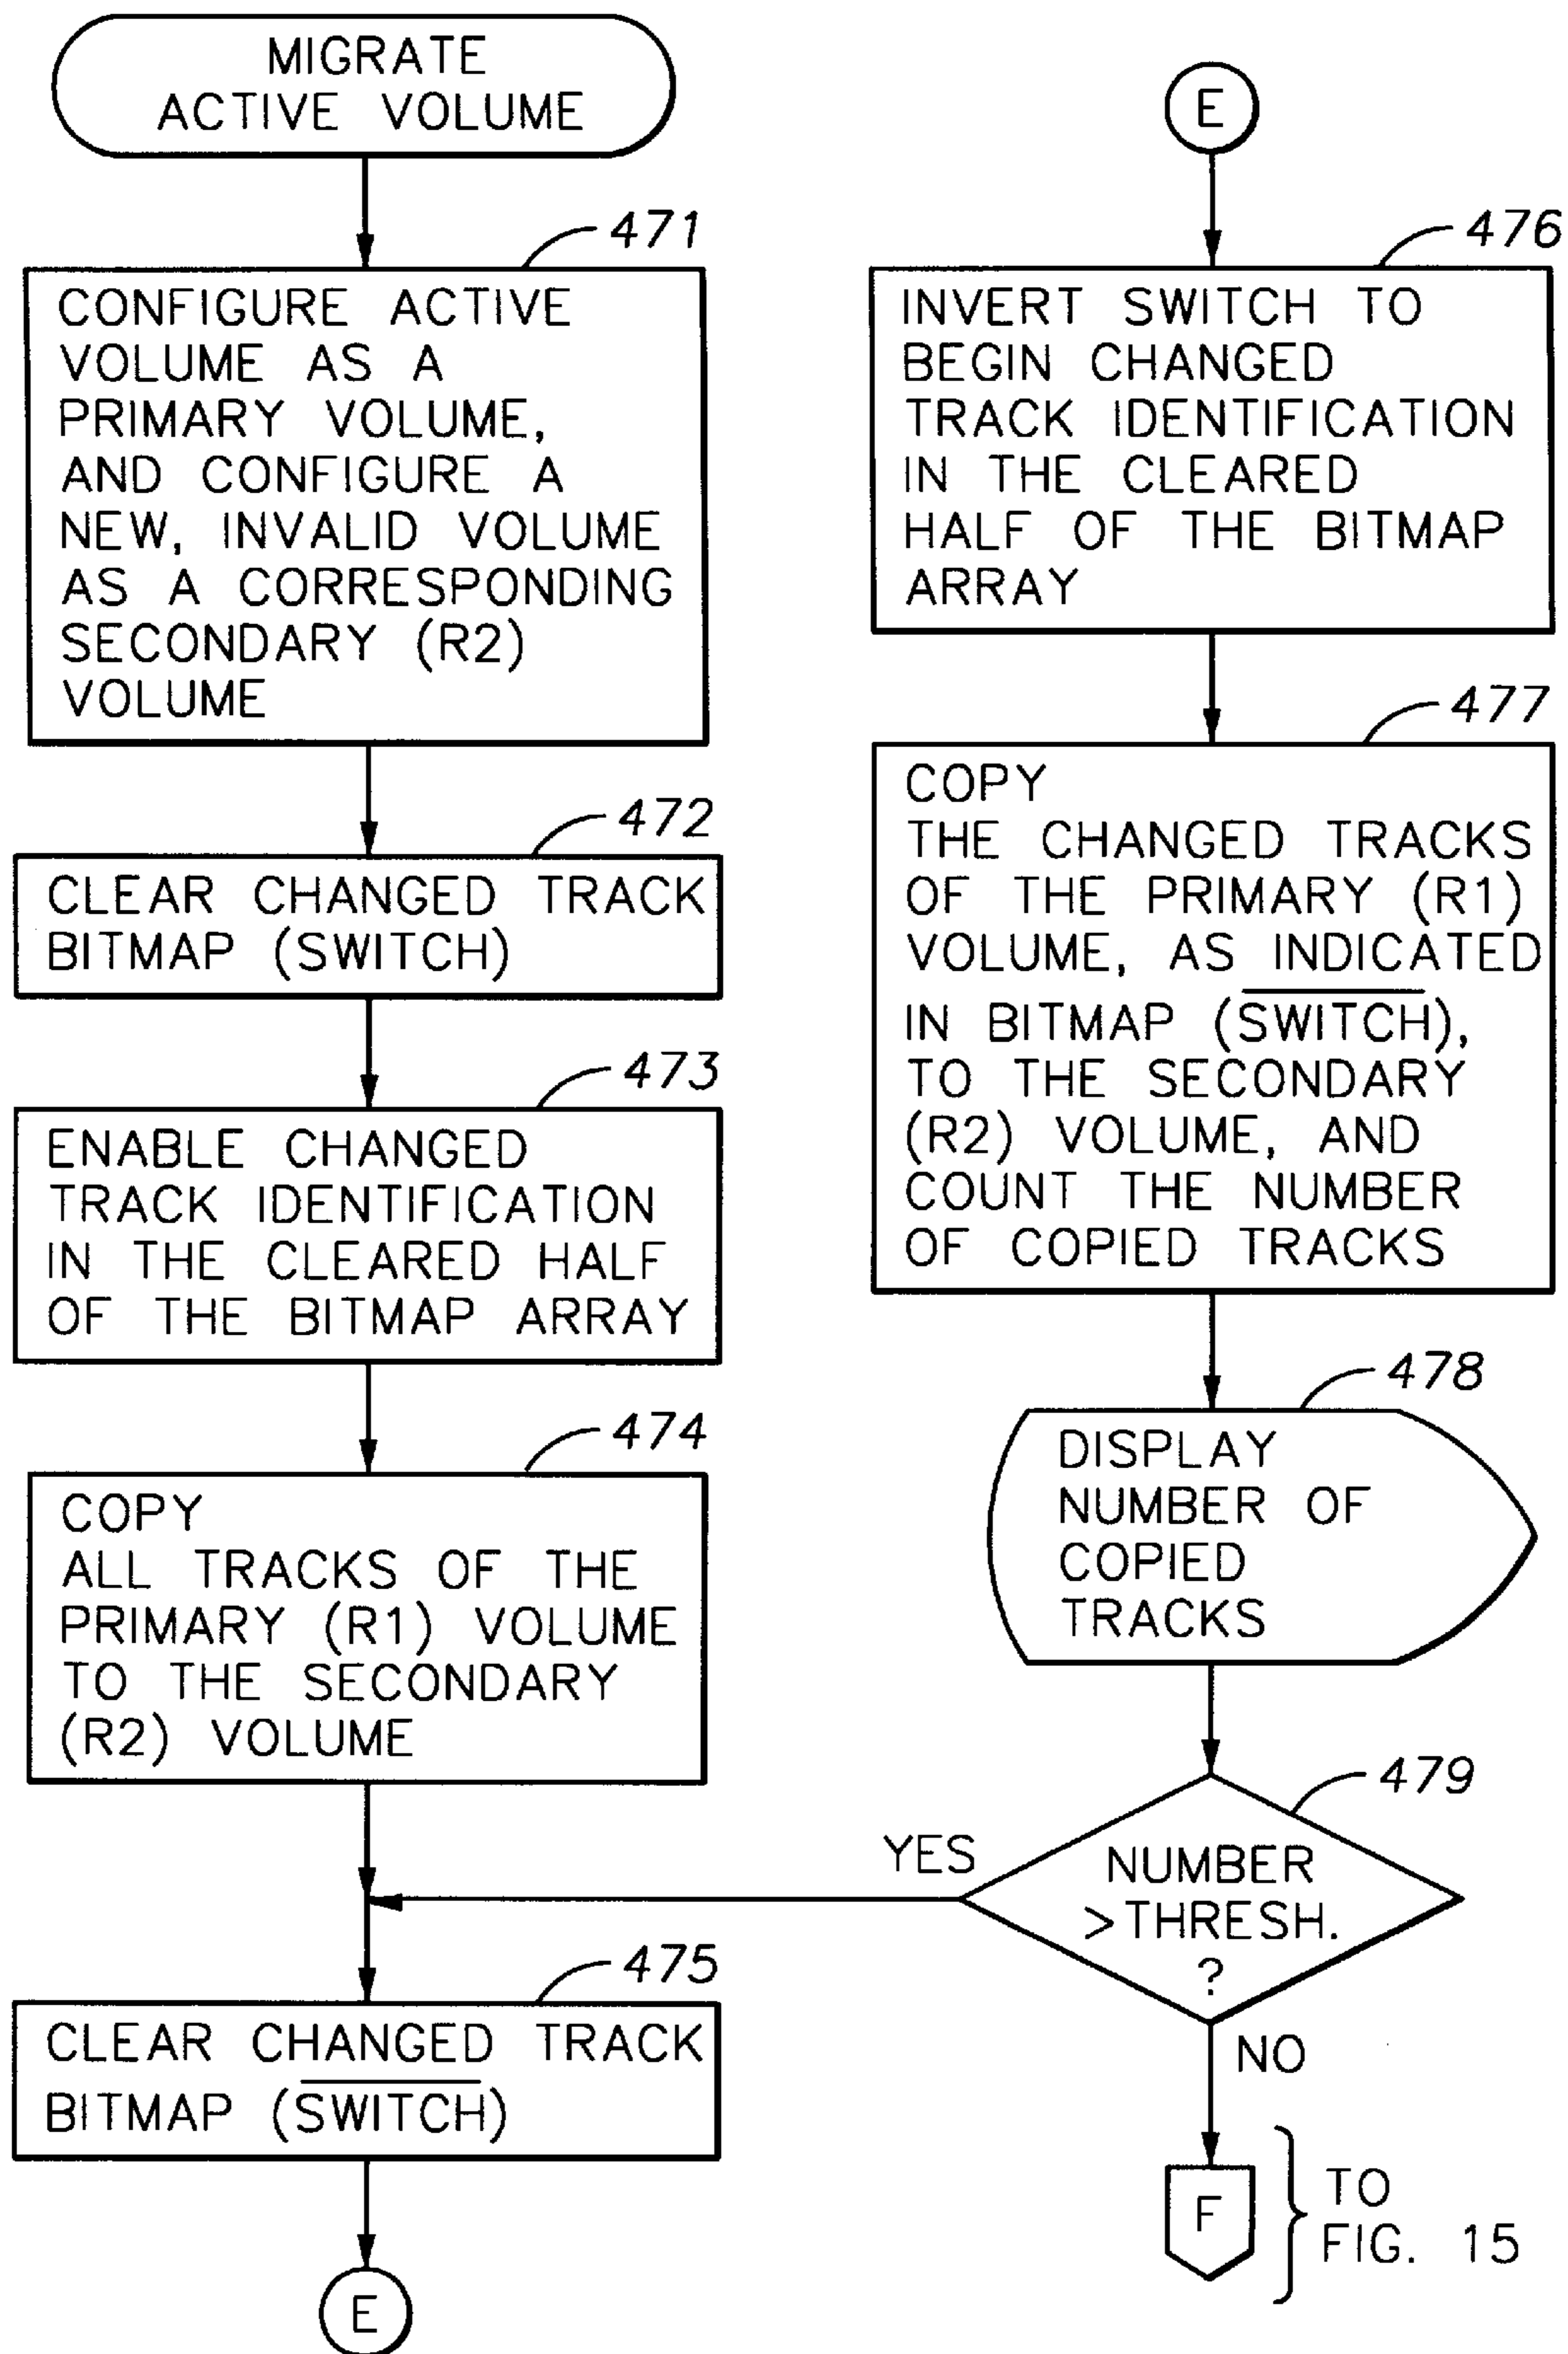 MIGRATE
ACTIVE VOLUME
471
CONFIGURE ACTIVE
VOLUME AS A
PRIMARY VOLUME,
AND CONFIGURE A
NEW, INVALID VOLUME
AS A CORRESPONDING
SECONDARY (R2)
VOLUME
472
CLEAR CHANGED TRACK
BITMAP (SWITCH)
473
ENABLE CHANGED
TRACK IDENTIFICATION
IN THE CLEARED HALF
OF THE BITMAP ARRAY
474
COPY
ALL TRACKS OF THE
PRIMARY (R1) VOLUME
TO THE SECONDARY
(R2) VOLUME
475
CLEAR CHANGED TRACK
BITMAP (S̅W̅I̅T̅C̅H̅)
E
E
476
INVERT SWITCH TO
BEGIN CHANGED
TRACK IDENTIFICATION
IN THE CLEARED
HALF OF THE BITMAP
ARRAY
477
COPY
THE CHANGED TRACKS
OF THE PRIMARY (R1)
VOLUME, AS INDICATED
IN BITMAP (S̅W̅I̅T̅C̅H̅),
TO THE SECONDARY
(R2) VOLUME, AND
COUNT THE NUMBER
OF COPIED TRACKS
478
DISPLAY
NUMBER OF
COPIED
TRACKS
479
NUMBER
>THRESH.
?
YES
NO
F
TO
FIG. 15